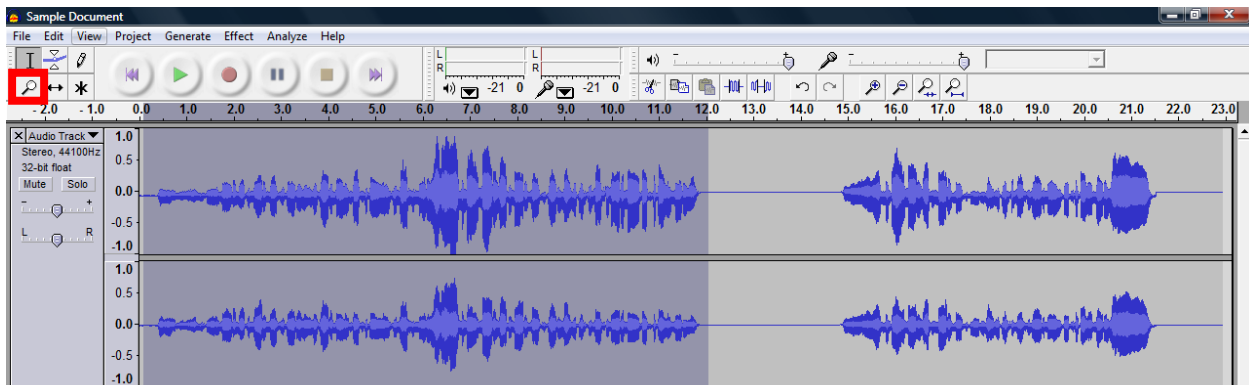 Sample Document
File Edit View Project Generate Effect Analyze Help
L
R
-21 0
L
R
-21 0
- +
- +
- 2.0 - 1.0 0.0 1.0 2.0 3.0 4.0 5.0 6.0 7.0 8.0 9.0 10.0 11.0 12.0 13.0 14.0 15.0 16.0 17.0 18.0 19.0 20.0 21.0 22.0 23.0
X Audio Track
Stereo, 44100Hz
32-bit float
Mute Solo
- +
L R
1.0
0.5
0.0
-0.5
-1.0
1.0
0.5
0.0
-0.5
-1.0